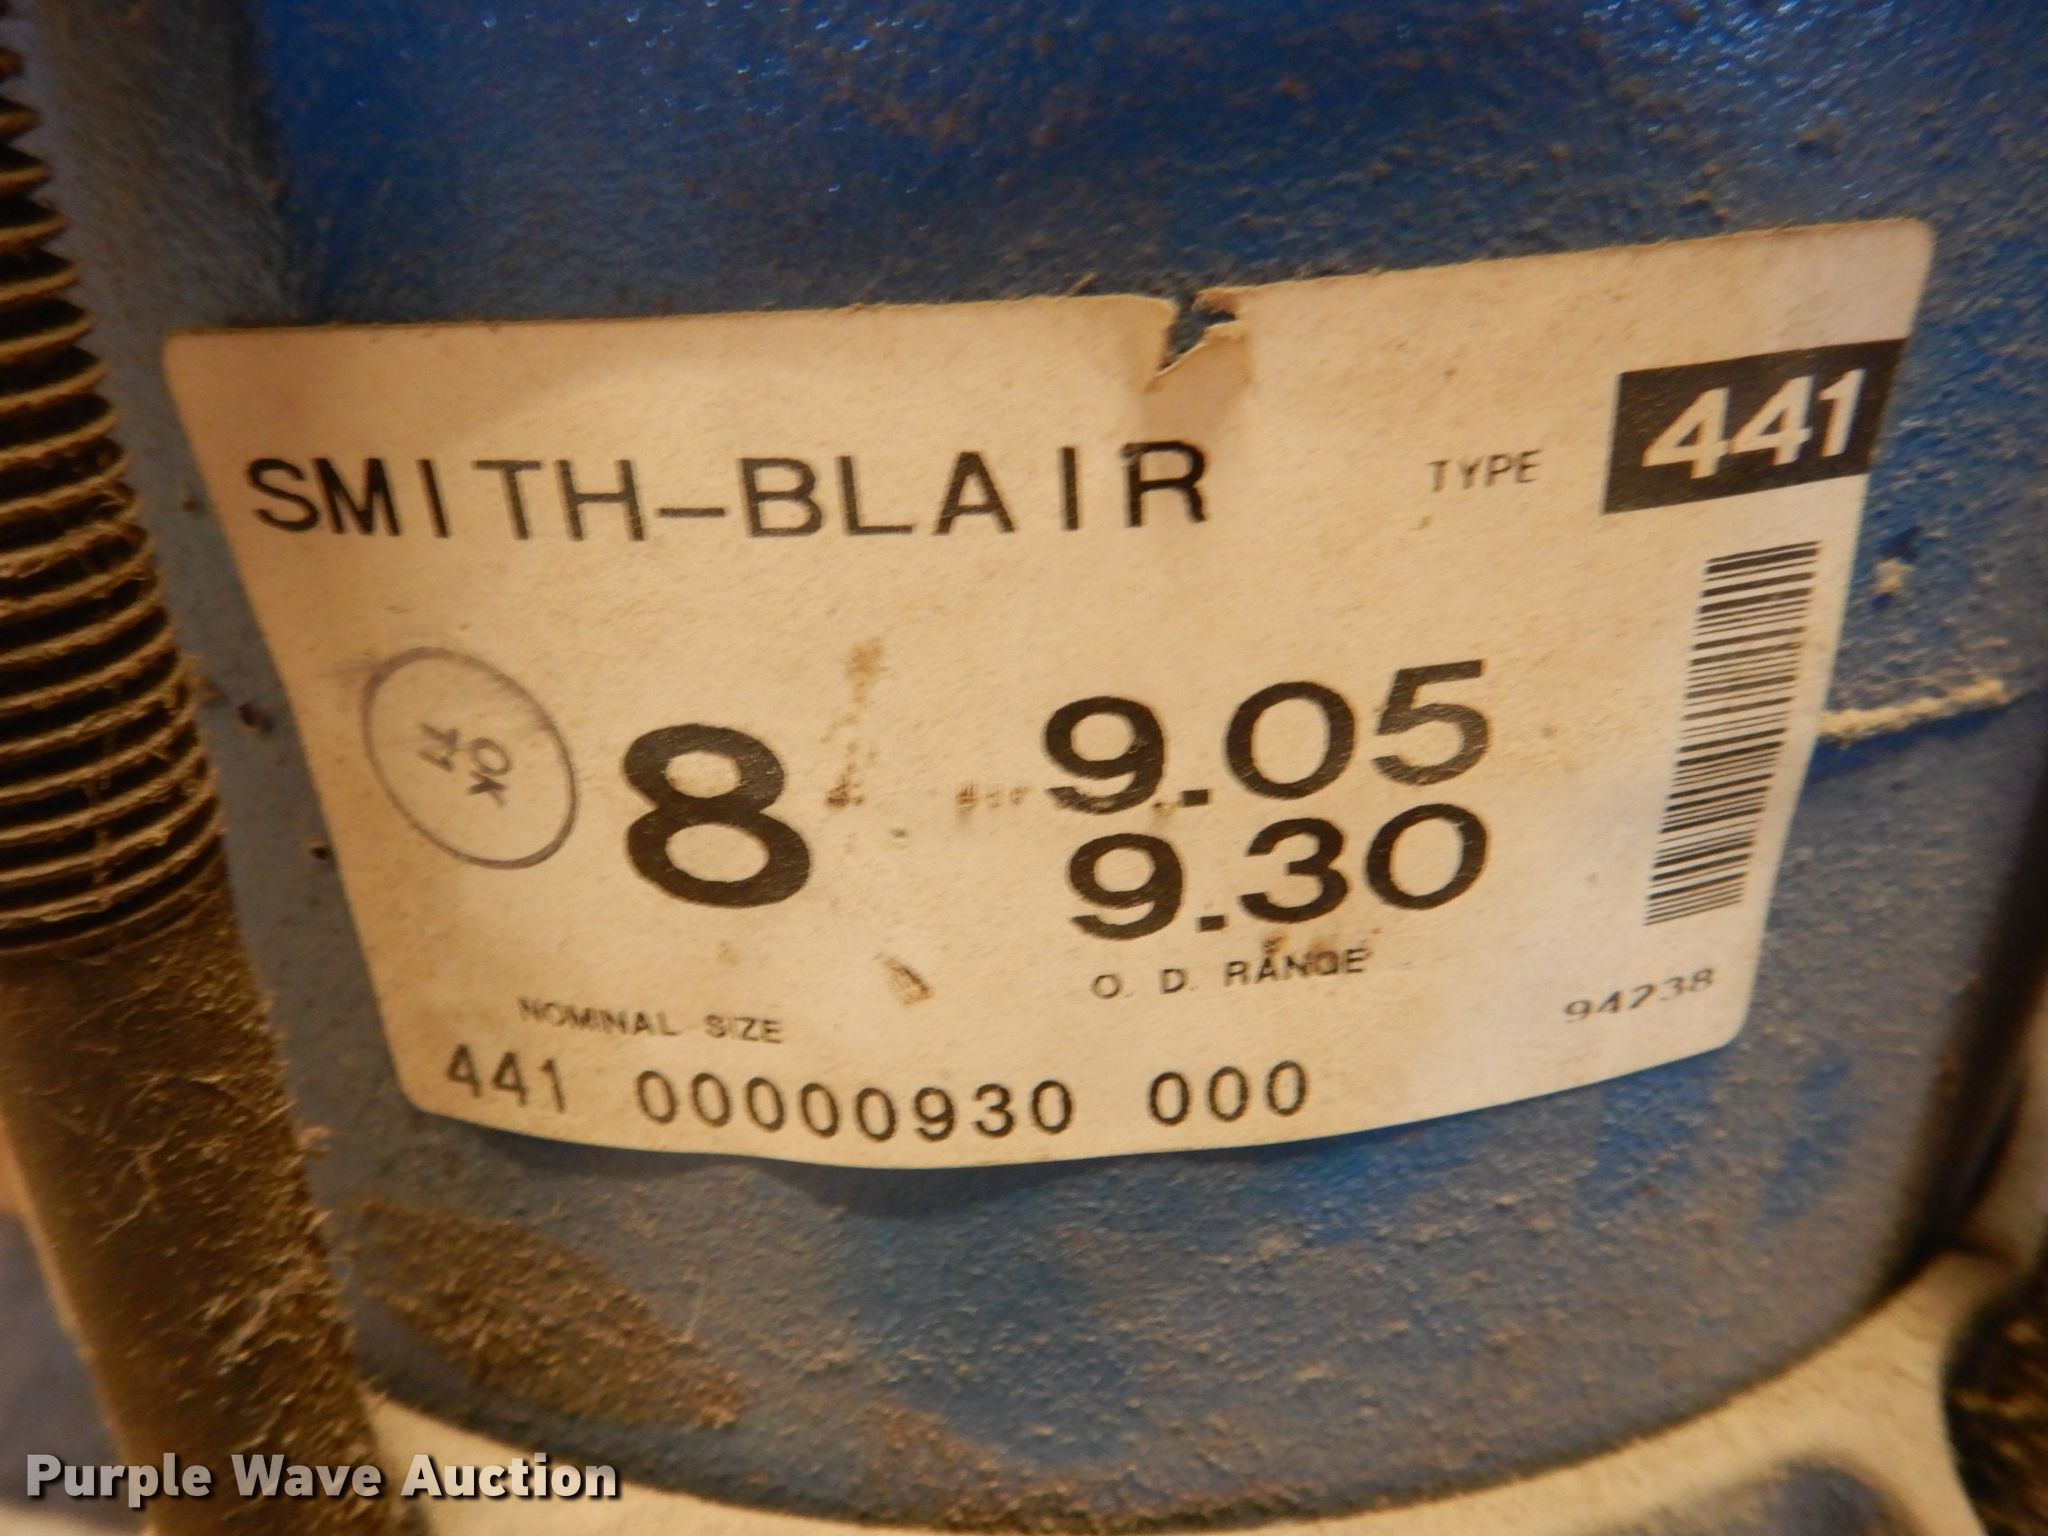 SMITH-BLAIR TYPE 441
OK
8 9.05
9.30
O. D. RANGE
NOMINAL SIZE
94238
441 00000930 000
Purple Wave Auction